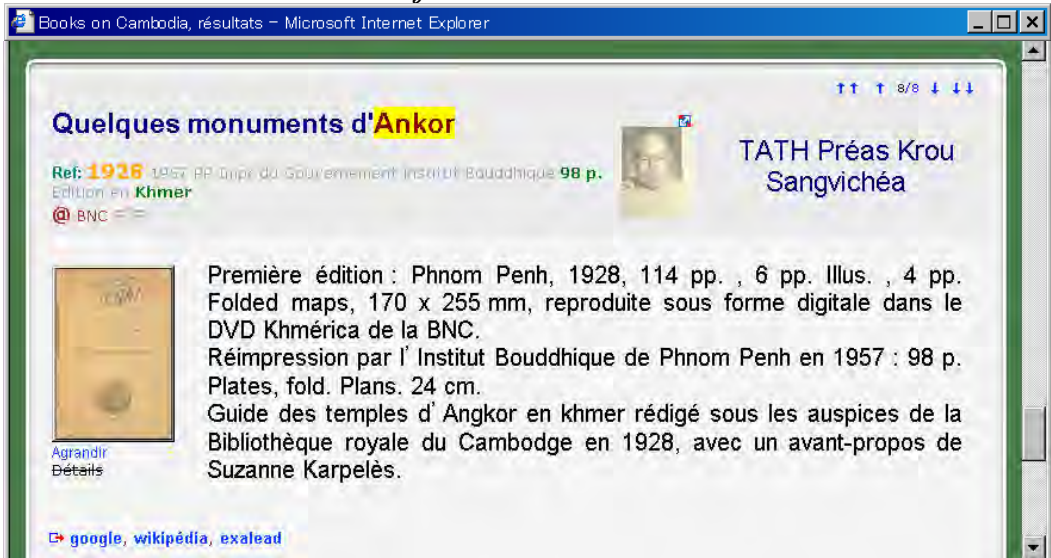 Books on Cambodia, résultats - Microsoft Internet Explorer
8/8
Quelques monuments d'Ankor
TATH Préas Krou
Sangvichéa
Ref: 1928 1957 PP Impr du Gouvernement Institut Bouddhique 98 p.
Edition en Khmer
@ BNC = =
Première édition : Phnom Penh, 1928, 114 pp. , 6 pp. Illus. , 4 pp.
Folded maps, 170 x 255 mm, reproduite sous forme digitale dans le
DVD Khmérica de la BNC.
Réimpression par l' Institut Bouddhique de Phnom Penh en 1957 : 98 p.
Plates, fold. Plans. 24 cm.
Guide des temples d' Angkor en khmer rédigé sous les auspices de la
Bibliothèque royale du Cambodge en 1928, avec un avant-propos de
Suzanne Karpelès.
Agrandir
Détails
google, wikipédia, exalead